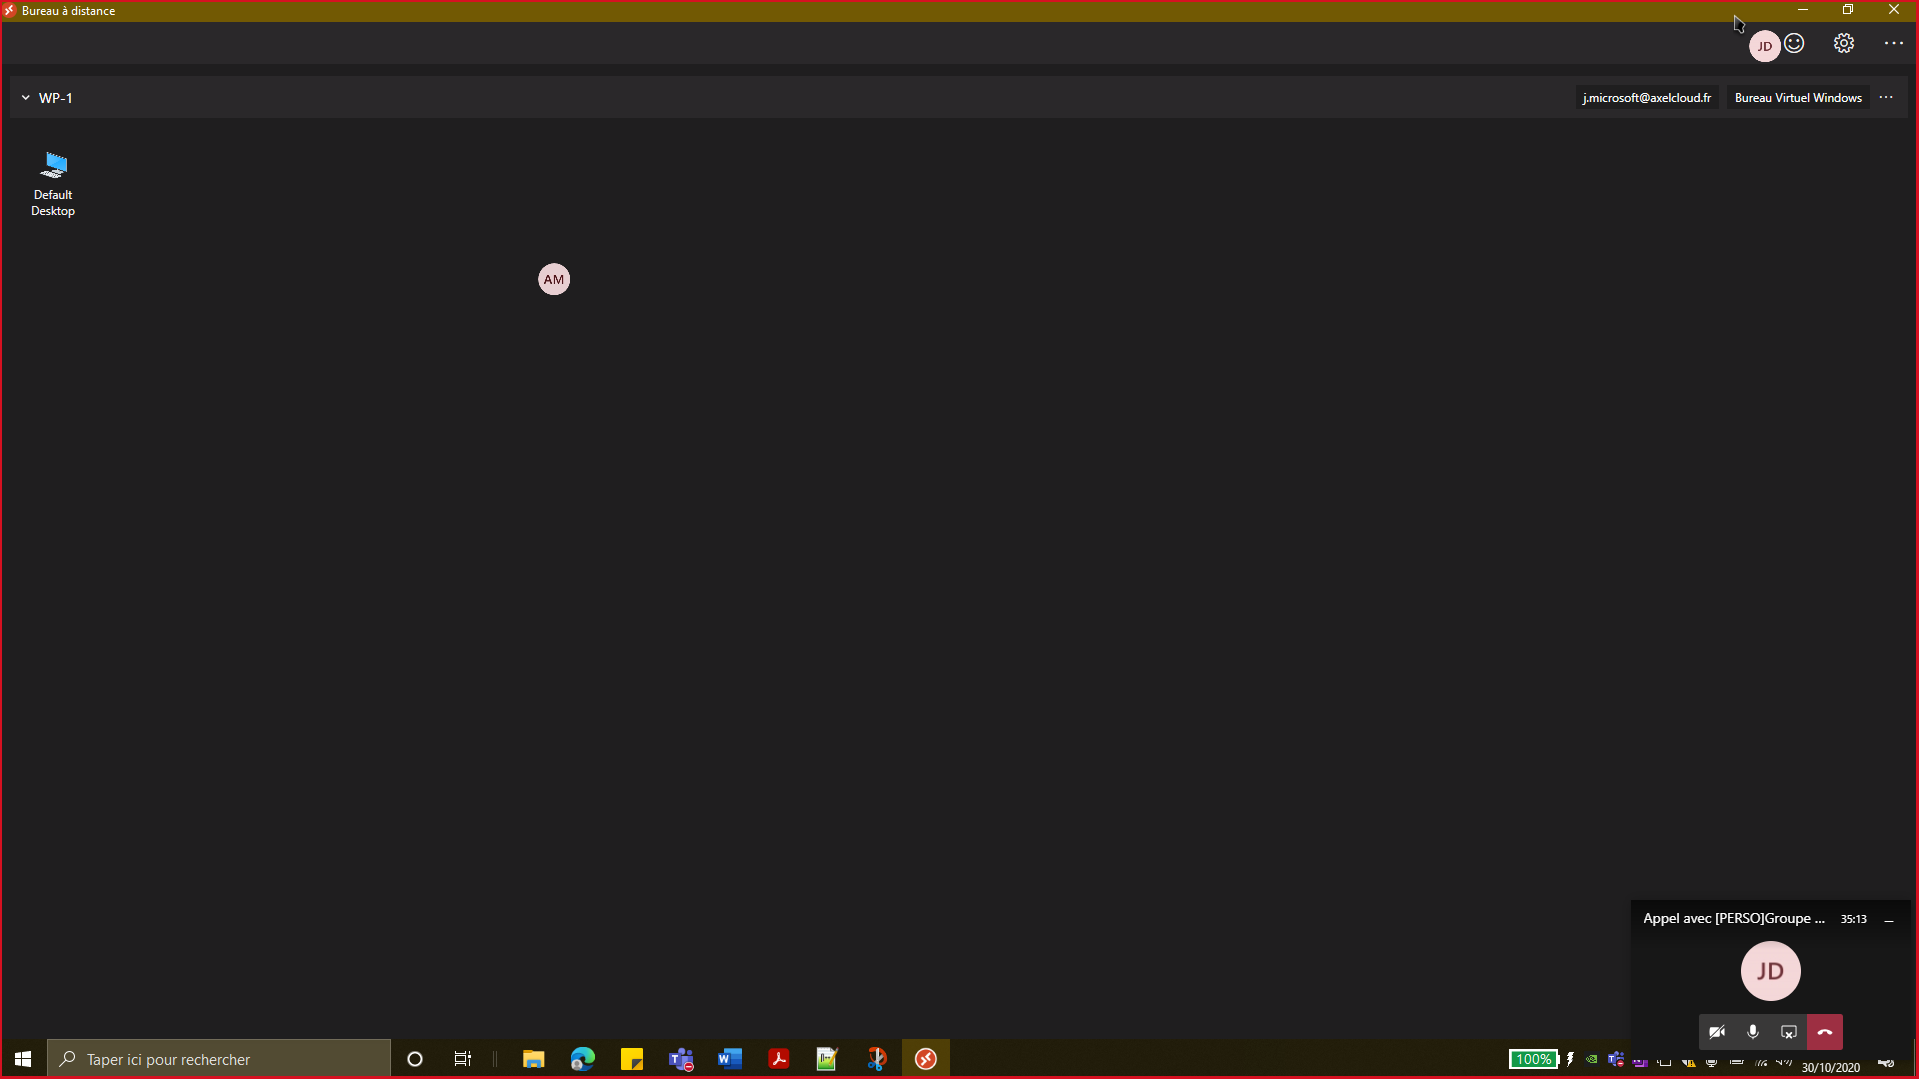 Bureau à distance
JD
WP-1
j.microsoft@axelcloud.fr
Bureau Virtuel Windows
Default
Desktop
AM
Appel avec [PERSO]Groupe ...
35:13
JD
Taper ici pour rechercher
100%
30/10/2020